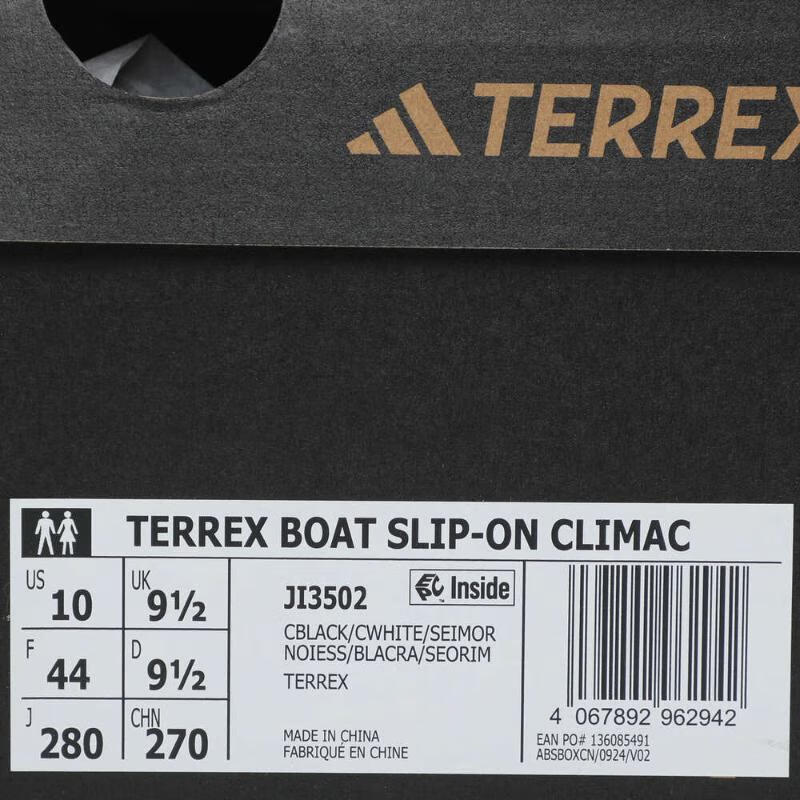 TERREX
TERREX BOAT SLIP-ON CLIMAC
US 10 UK 9½
F 44 D 9½
J 280 CHN 270
JI3502
Inside
CBLACK/CWHITE/SEIMOR
NOIESS/BLACRA/SEORIM
TERREX
MADE IN CHINA
FABRIQUÉ EN CHINE
4 067892 962942
EAN PO# 136085491
ABSBOXCN/0924/V02